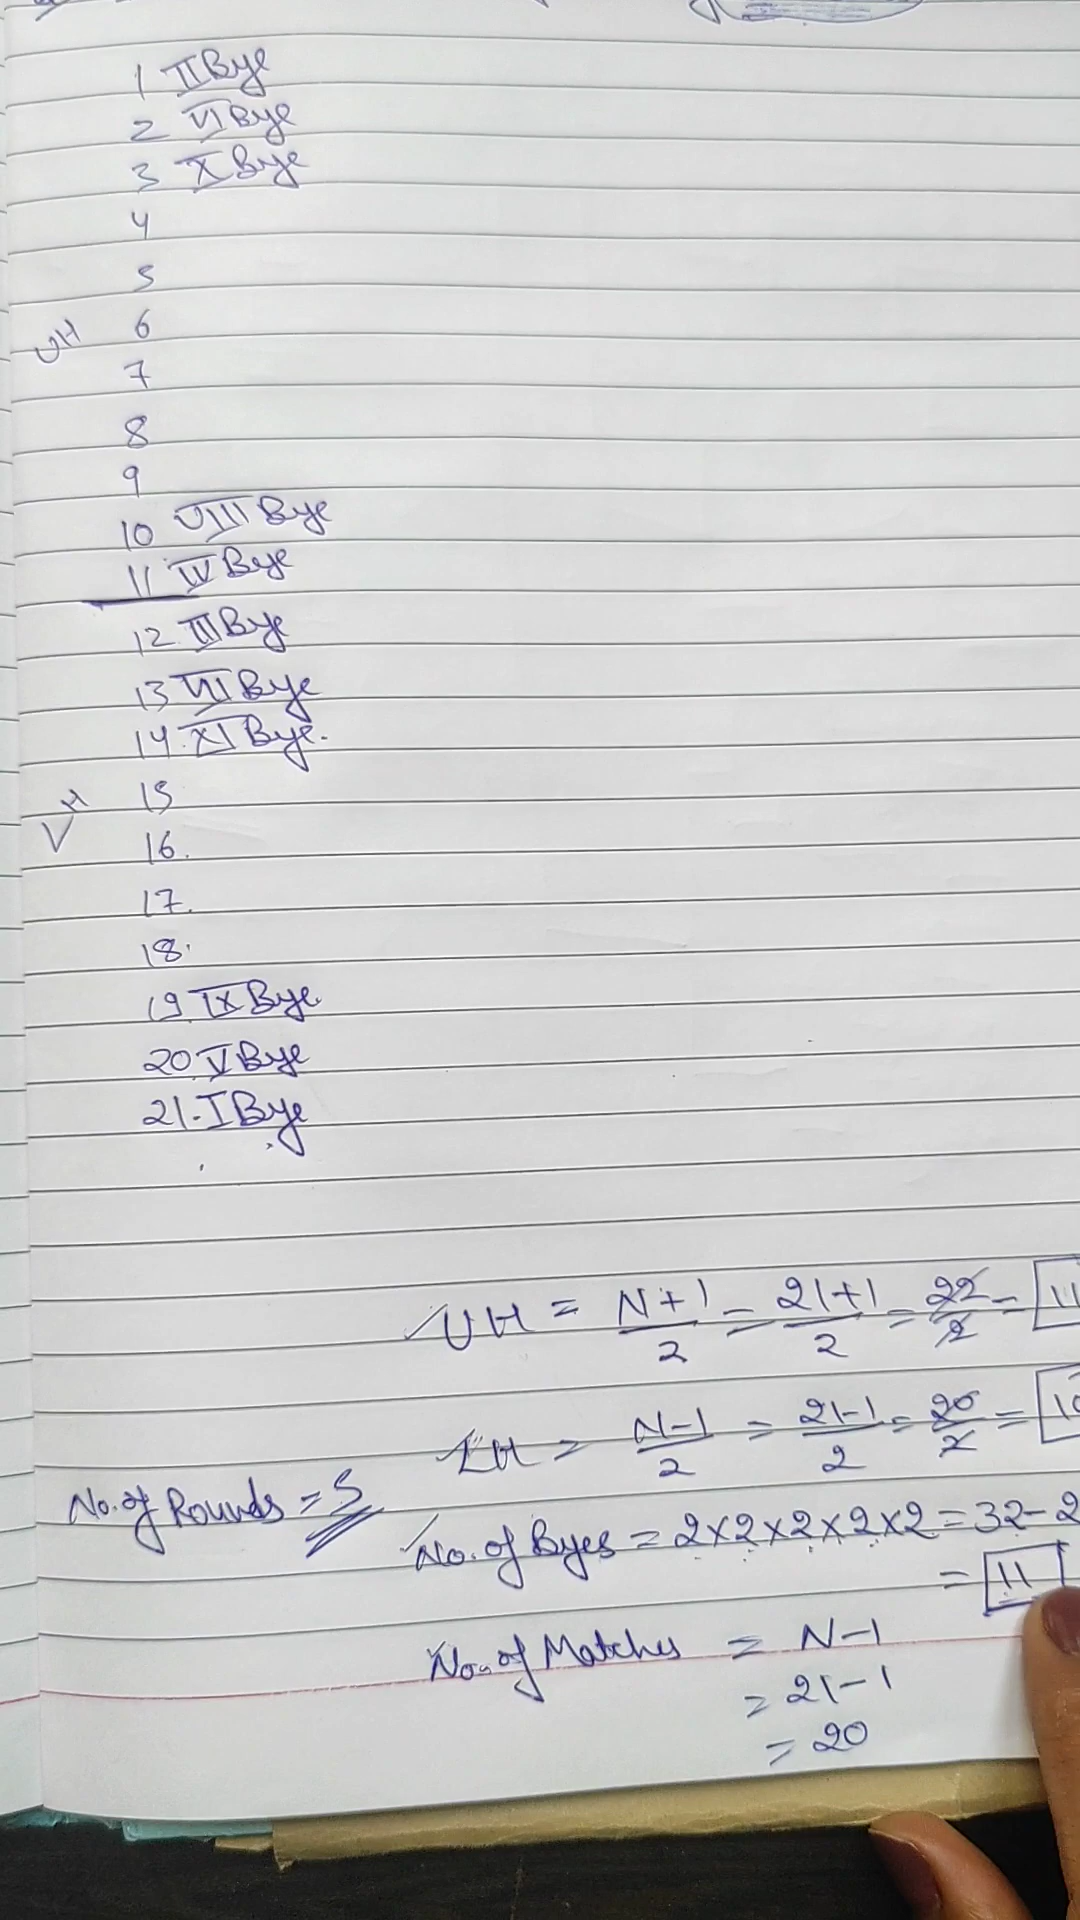 1 II Bye
2 VI Bye
3 X Bye
4
5
UH 6
7
8
9
10 VIII Bye
11 IV Bye
12 III Bye
13 VII Bye
14. XI Bye.
15
16.
17.
18.
19 IX Bye.
20 V Bye
21. I Bye
UH = N+1/2 = 21+1/2 = 22/2 = 11
LH = N-1/2 = 21-1/2 = 20/2 = 10
No. of Rounds = 5
No. of Byes = 2×2×2×2×2 = 32-2
= 11
No. of Matches = N-1
= 21-1
= 20